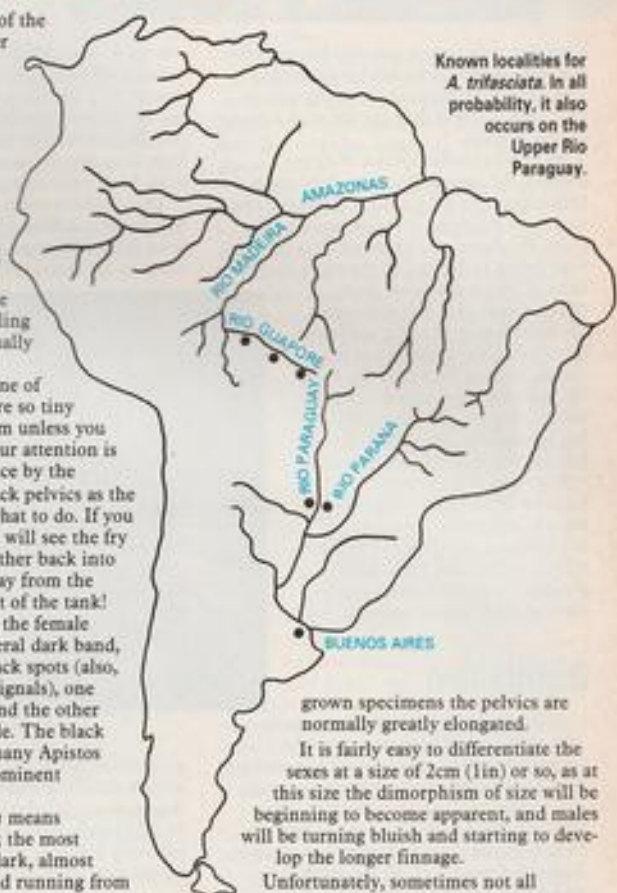 of the
r
Known localities for
A. trifasciata. In all
probability, it also
occurs on the
Upper Rio
Paraguay.
AMAZONAS
RIO MADEIRA
RIO GUAPORE
RIO PARAGUAY
RIO PARANA
BUENOS AIRES
e
ling
ally
ne of
re so tiny
m unless you
ur attention is
ce by the
ck pelvics as the
hat to do. If you
will see the fry
ther back into
ay from the
t of the tank!
the female
eral dark band,
ck spots (also,
ignals), one
nd the other
le. The black
many Apistos
ominent
means
; the most
dark, almost
d running from
grown specimens the pelvics are
normally greatly elongated.
It is fairly easy to differentiate the
sexes at a size of 2cm (1in) or so, as at
this size the dimorphism of size will be
beginning to become apparent, and males
will be turning bluish and starting to deve-
lop the longer finnage.
Unfortunately, sometimes not all